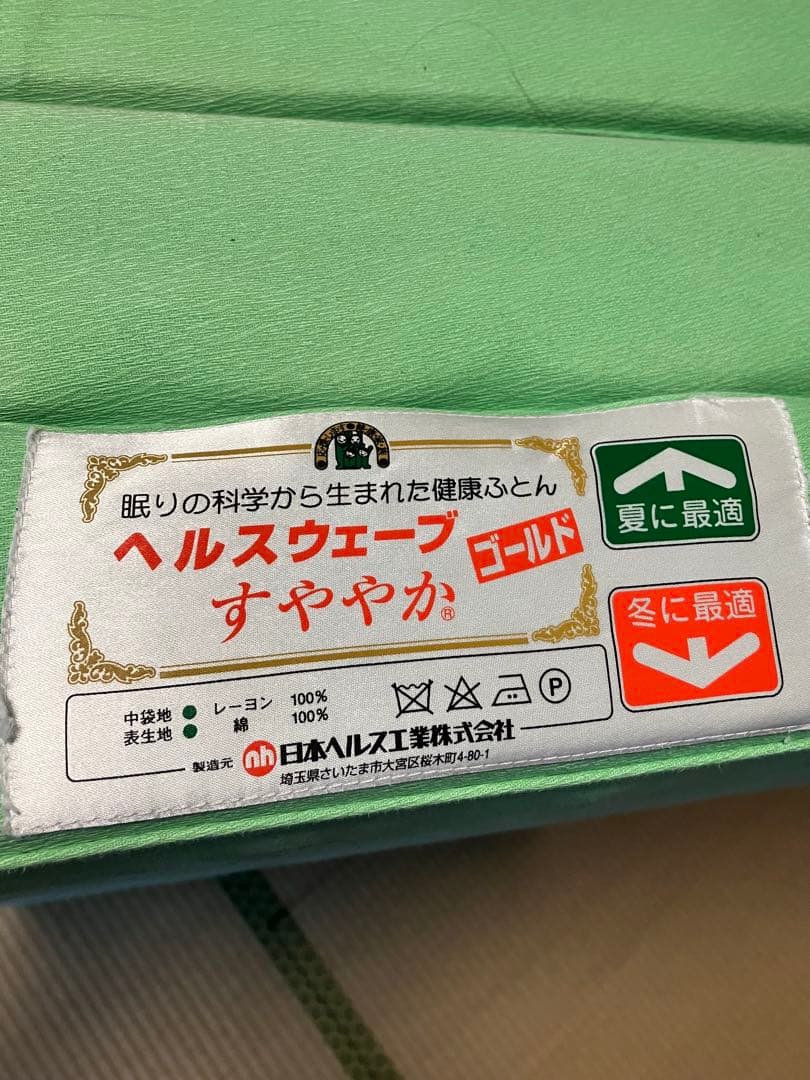 眠りの科学から生まれた健康ふとん
ヘルスウェーブ
ゴールド
すややか®
夏に最適
冬に最適
中袋地 ● レーヨン 100%
表生地 ● 綿 100%
P
製造元 nh 日本ヘルス工業株式会社
埼玉県さいたま市大宮区桜木町4-80-1